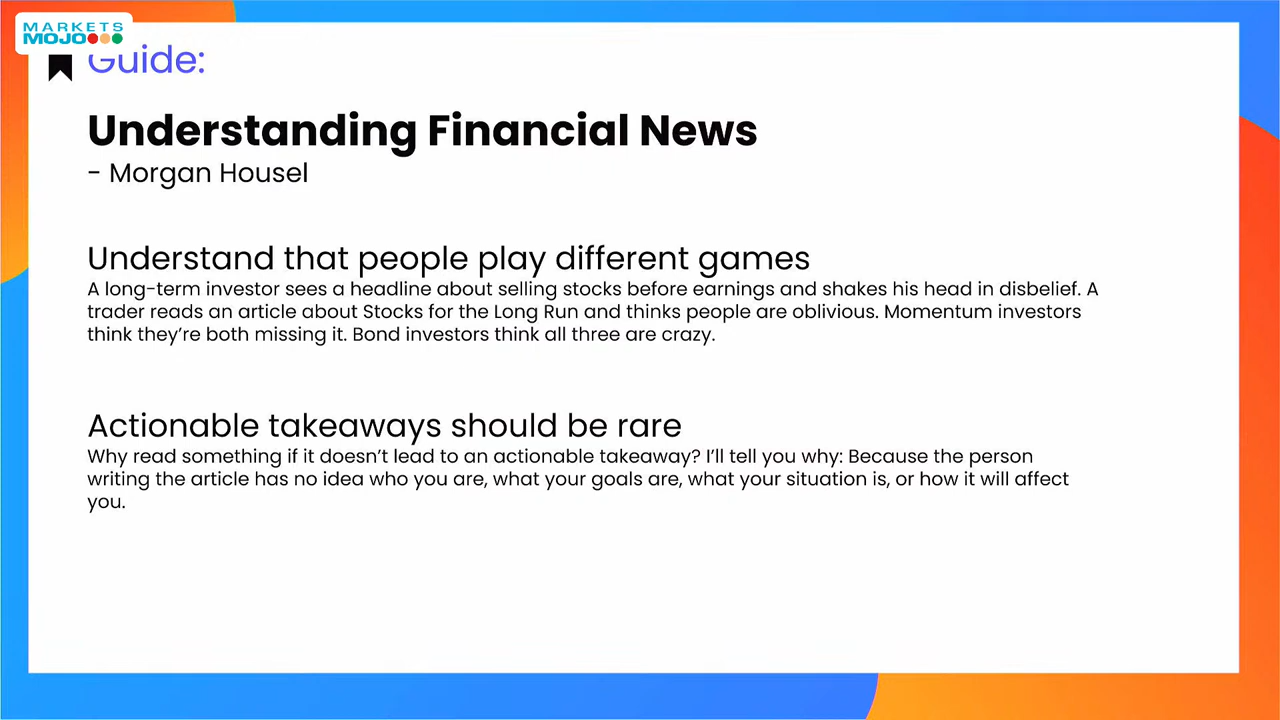 MARKETS
MOJO
Guide:
Understanding Financial News
- Morgan Housel
Understand that people play different games
A long-term investor sees a headline about selling stocks before earnings and shakes his head in disbelief. A
trader reads an article about Stocks for the Long Run and thinks people are oblivious. Momentum investors
think they’re both missing it. Bond investors think all three are crazy.
Actionable takeaways should be rare
Why read something if it doesn’t lead to an actionable takeaway? I’ll tell you why: Because the person
writing the article has no idea who you are, what your goals are, what your situation is, or how it will affect
you.